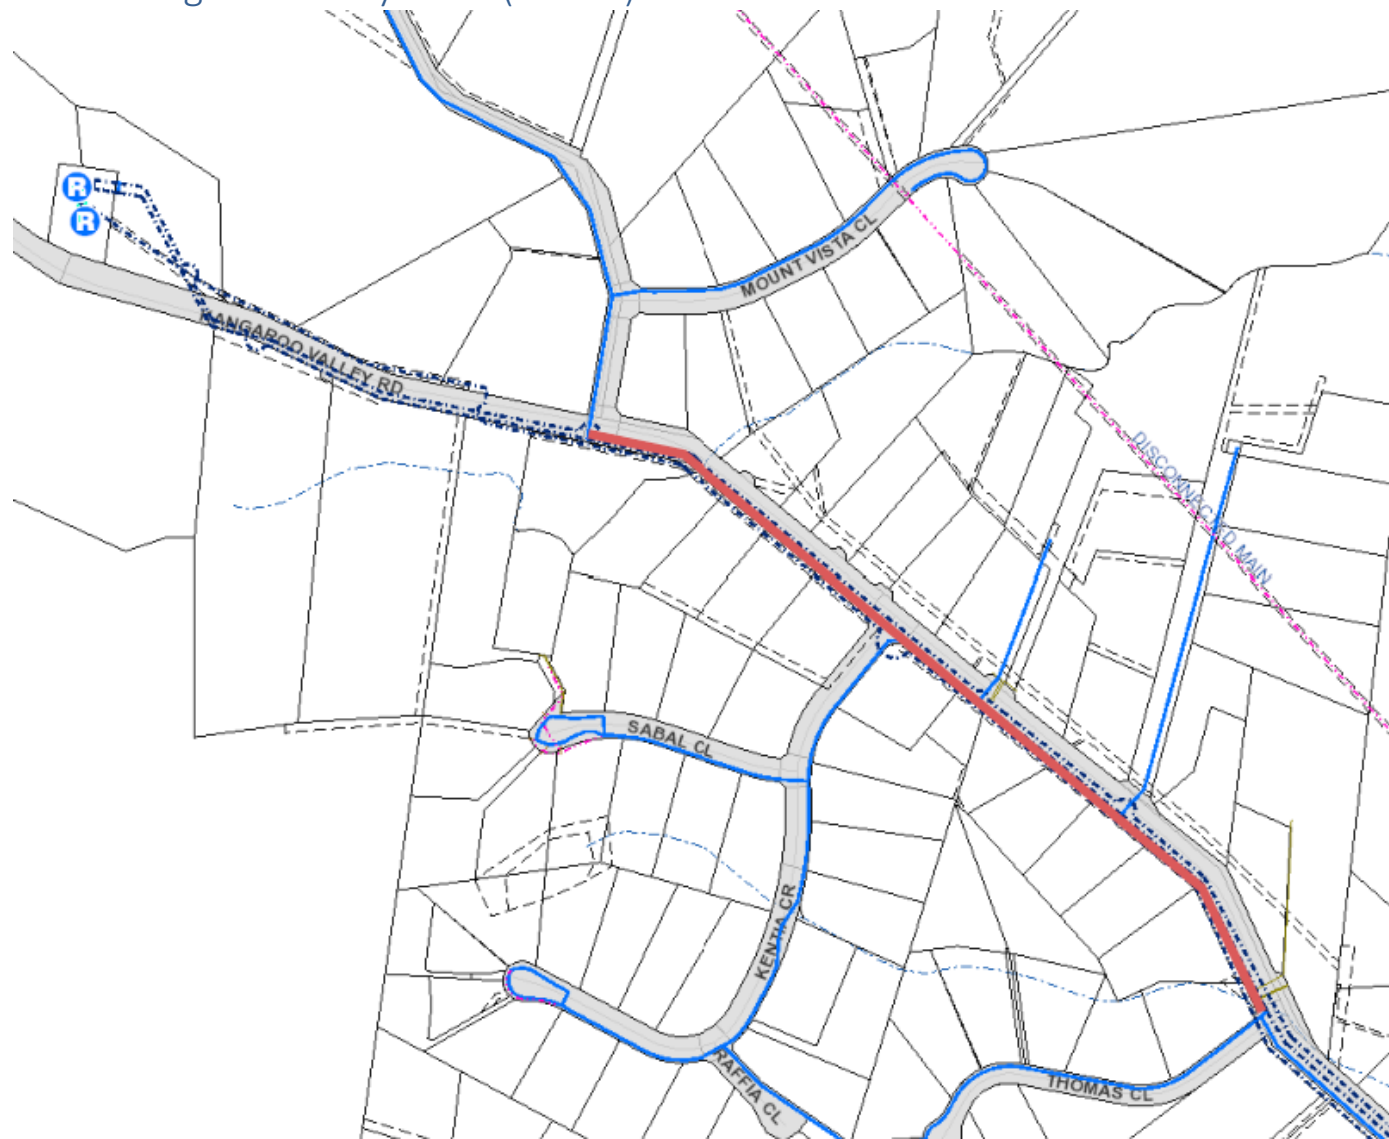 R
R
MOUNT VISTA CL
KANGAROO VALLEY RD
DISCONNECTED MAIN
SABAL CL
KENTIA CR
RAFFIA CL
THOMAS CL